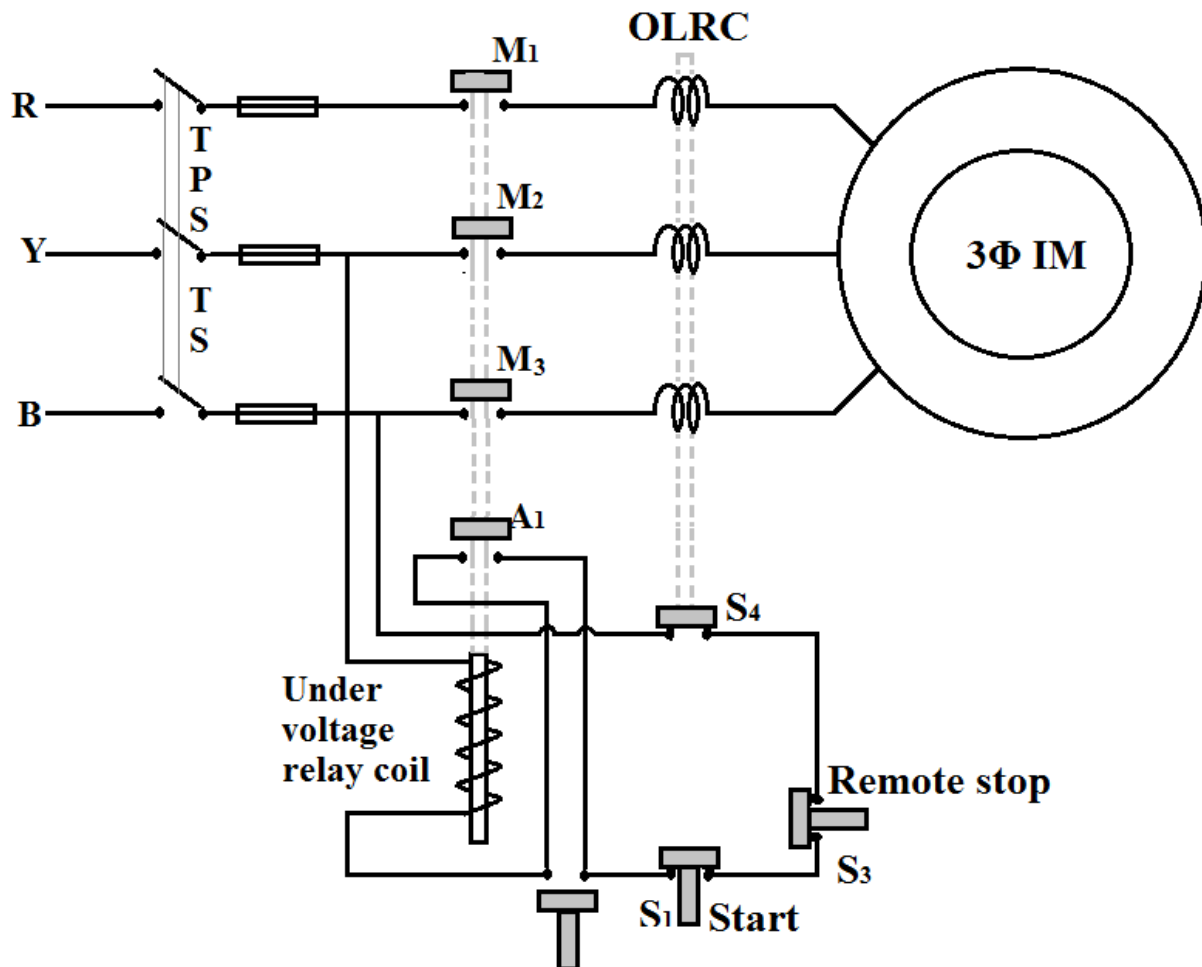 OLRC
M1
R
T
P
S
M2
Y
3Φ IM
T
S
M3
B
A1
S4
Under
voltage
relay coil
Remote stop
S3
S1
Start